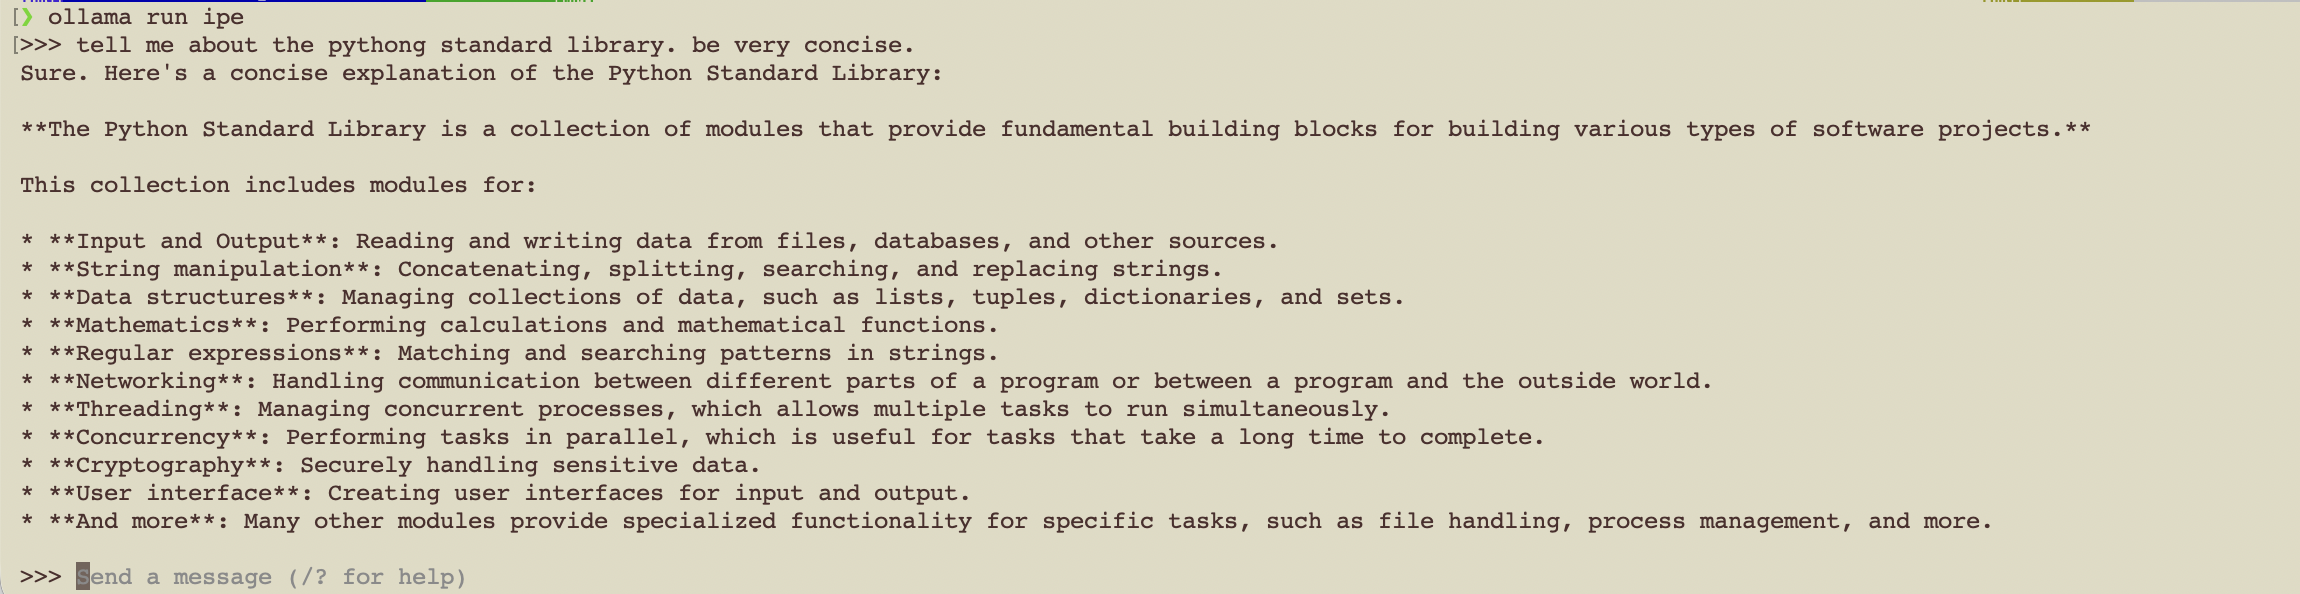 [❯ ollama run ipe
[>>> tell me about the pythong standard library. be very concise.
Sure. Here's a concise explanation of the Python Standard Library:
**The Python Standard Library is a collection of modules that provide fundamental building blocks for building various types of software projects.**
This collection includes modules for:
* **Input and Output**: Reading and writing data from files, databases, and other sources.
* **String manipulation**: Concatenating, splitting, searching, and replacing strings.
* **Data structures**: Managing collections of data, such as lists, tuples, dictionaries, and sets.
* **Mathematics**: Performing calculations and mathematical functions.
* **Regular expressions**: Matching and searching patterns in strings.
* **Networking**: Handling communication between different parts of a program or between a program and the outside world.
* **Threading**: Managing concurrent processes, which allows multiple tasks to run simultaneously.
* **Concurrency**: Performing tasks in parallel, which is useful for tasks that take a long time to complete.
* **Cryptography**: Securely handling sensitive data.
* **User interface**: Creating user interfaces for input and output.
* **And more**: Many other modules provide specialized functionality for specific tasks, such as file handling, process management, and more.
>>> Send a message (/? for help)